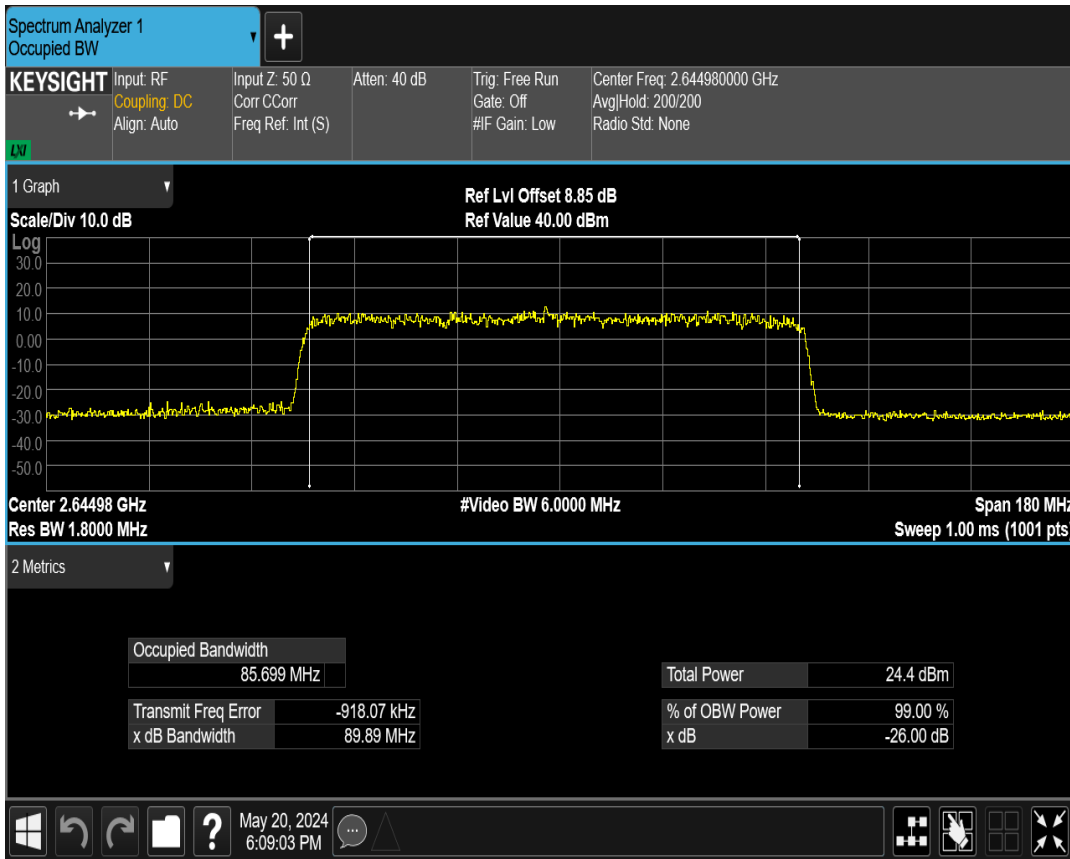 Spectrum Analyzer 1
Occupied BW
KEYSIGHT
LXI
Input: RF
Coupling: DC
Align: Auto
Input Z: 50 Ω
Corr CCorr
Freq Ref: Int (S)
Atten: 40 dB
Trig: Free Run
Gate: Off
#IF Gain: Low
Center Freq: 2.644980000 GHz
Avg|Hold: 200/200
Radio Std: None
1 Graph
Scale/Div 10.0 dB
Ref Lvl Offset 8.85 dB
Ref Value 40.00 dBm
Log
30.0
20.0
10.0
0.00
-10.0
-20.0
-30.0
-40.0
-50.0
Center 2.64498 GHz
#Video BW 6.0000 MHz
Span 180 MHz
Res BW 1.8000 MHz
Sweep 1.00 ms (1001 pts)
2 Metrics
Occupied Bandwidth
85.699 MHz
Total Power 24.4 dBm
Transmit Freq Error -918.07 kHz
% of OBW Power 99.00 %
x dB Bandwidth 89.89 MHz
x dB -26.00 dB
?
May 20, 2024
6:09:03 PM